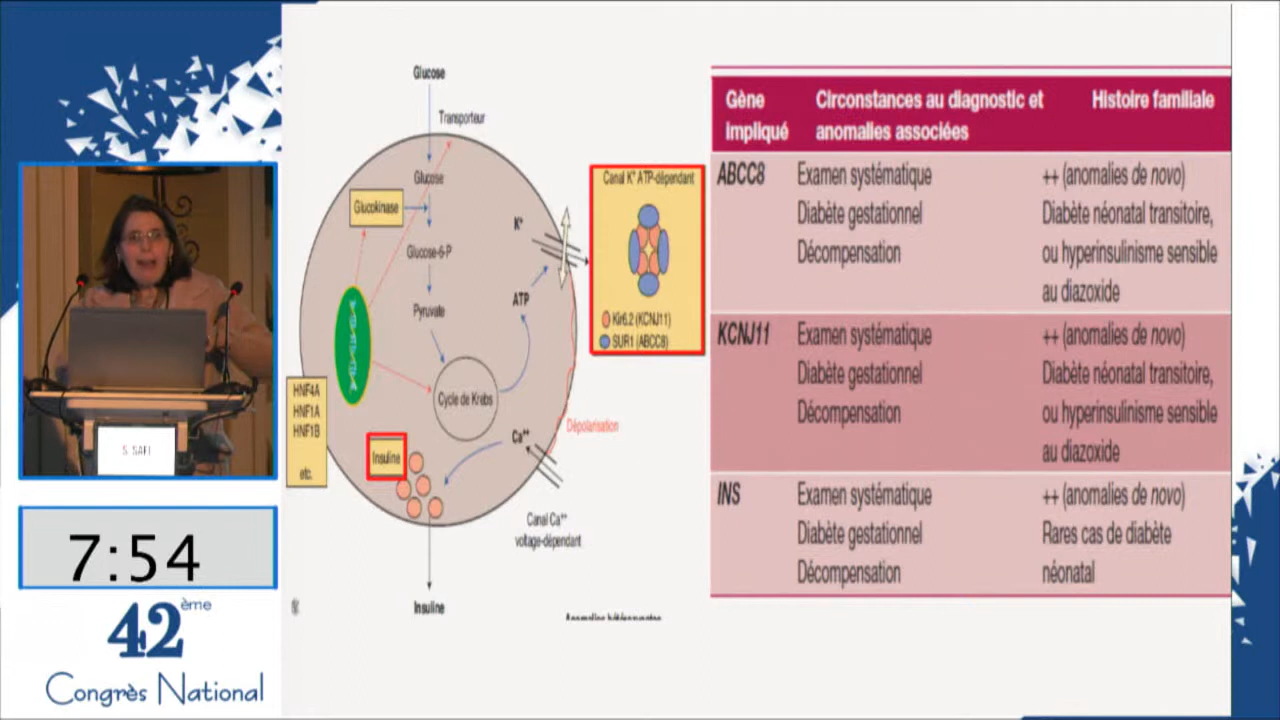 Glucose
Transporteur
Glucose
Glucokinase
Glucose-6-P
Pyruvate
Cycle de Krebs
ATP
K⁺
Canal K⁺ ATP-dépendant
Kir6.2 (KCNJ11)
SUR1 (ABCC8)
HNF4A
HNF1A
HNF1B
etc.
Insuline
Ca⁺⁺
Dépolarisation
Canal Ca⁺⁺
voltage-dépendant
Insuline
Gène Circonstances au diagnostic et Histoire familiale
impliqué anomalies associées
ABCC8 Examen systématique ++ (anomalies de novo)
Diabète gestationnel Diabète néonatal transitoire,
Décompensation ou hyperinsulinisme sensible
au diazoxide
KCNJ11 Examen systématique ++ (anomalies de novo)
Diabète gestationnel Diabète néonatal transitoire,
Décompensation ou hyperinsulinisme sensible
au diazoxide
INS Examen systématique ++ (anomalies de novo)
Diabète gestationnel Rares cas de diabète
Décompensation néonatal
S SAFI
7:54
42ème
Congrès National